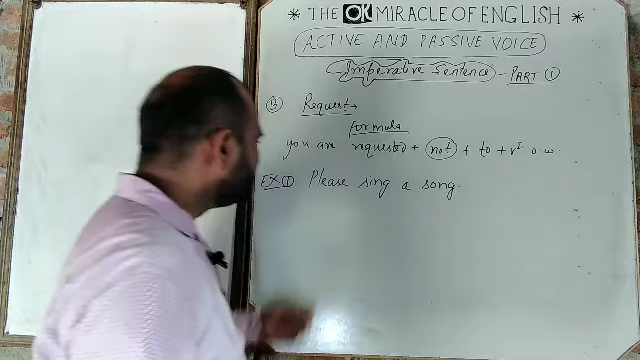 * THE OK MIRACLE OF ENGLISH *
ACTIVE AND PASSIVE VOICE
Imperative Sentence - PART ①
Ⓑ Request →
Formula
you are requested + not + to + v¹ o.w.
EX ① Please sing a song.